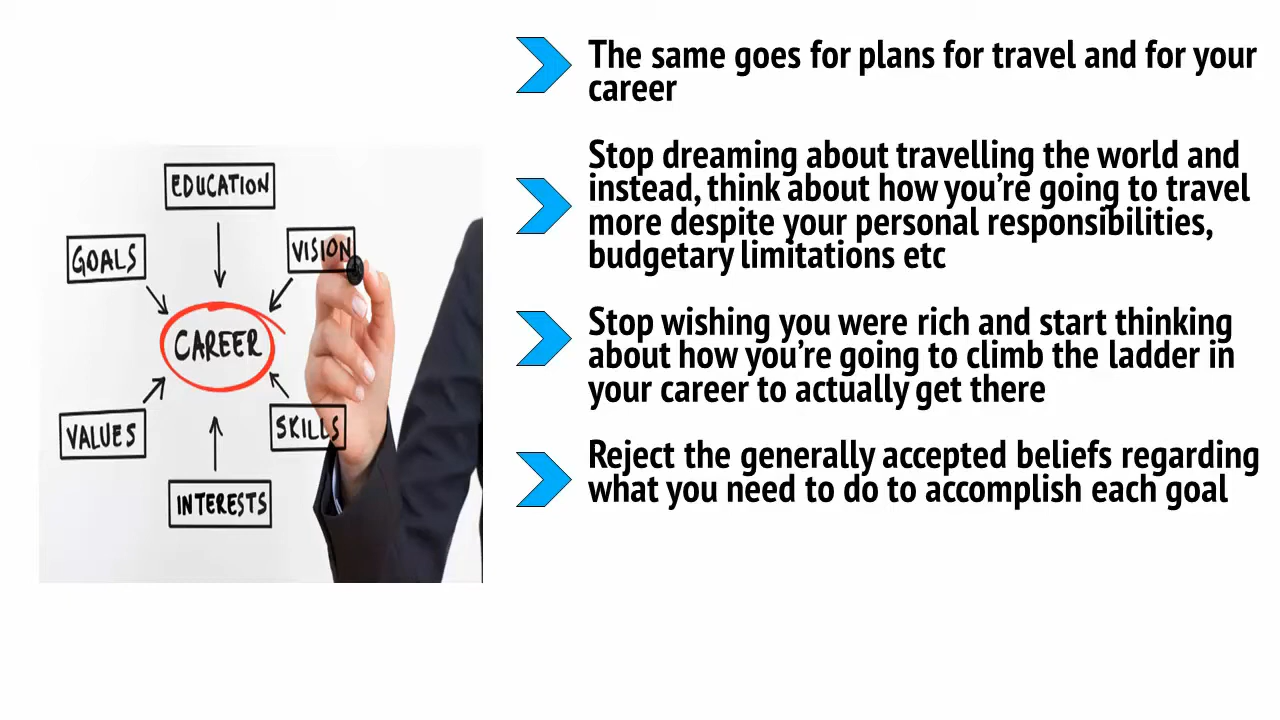 EDUCATION
GOALS
VISION
CAREER
VALUES
SKILLS
INTERESTS
The same goes for plans for travel and for your
career
Stop dreaming about travelling the world and
instead, think about how you're going to travel
more despite your personal responsibilities,
budgetary limitations etc
Stop wishing you were rich and start thinking
about how you're going to climb the ladder in
your career to actually get there
Reject the generally accepted beliefs regarding
what you need to do to accomplish each goal